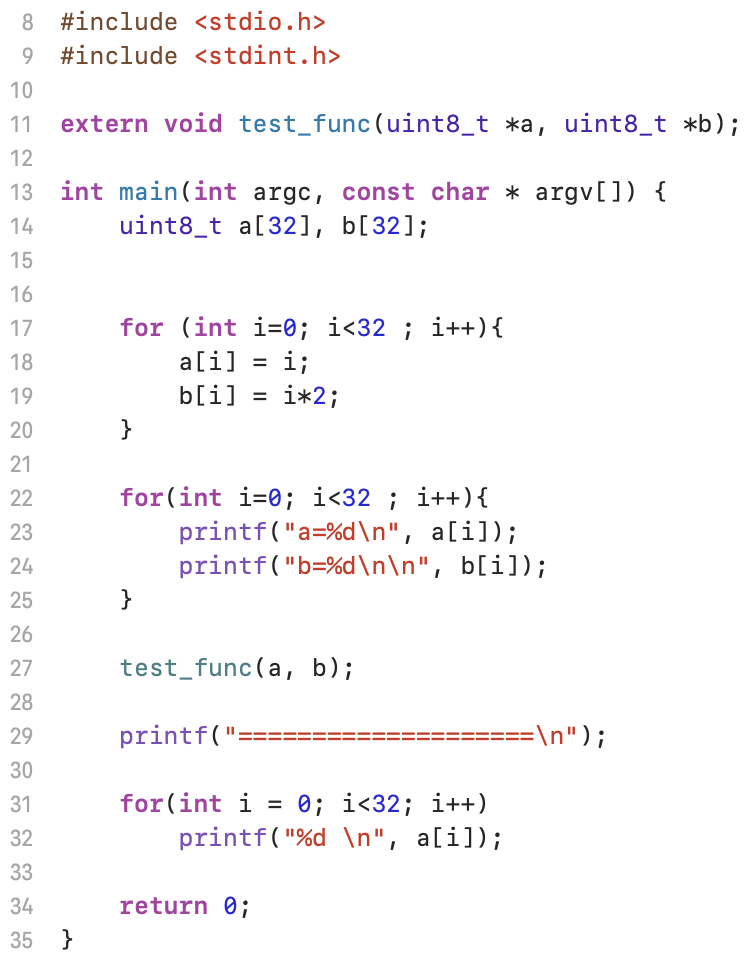 8 #include <stdio.h>
9 #include <stdint.h>
10
11 extern void test_func(uint8_t *a, uint8_t *b);
12
13 int main(int argc, const char * argv[]) {
14     uint8_t a[32], b[32];
15
16
17     for (int i=0; i<32 ; i++){
18         a[i] = i;
19         b[i] = i*2;
20     }
21
22     for(int i=0; i<32 ; i++){
23         printf("a=%d\n", a[i]);
24         printf("b=%d\n\n", b[i]);
25     }
26
27     test_func(a, b);
28
29     printf("====================\n");
30
31     for(int i = 0; i<32; i++)
32         printf("%d \n", a[i]);
33
34     return 0;
35 }